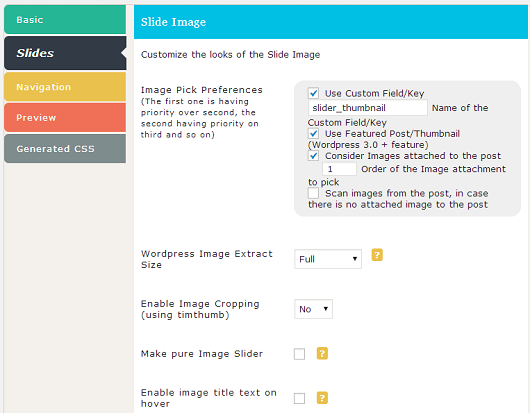 Basic
Slides
Navigation
Preview
Generated CSS
Slide Image
Customize the looks of the Slide Image
Image Pick Preferences
(The first one is having
priority over second, the
second having priority on
third and so on)
Use Custom Field/Key
slider_thumbnail Name of the
Custom Field/Key
Use Featured Post/Thumbnail
(Wordpress 3.0 + feature)
Consider Images attached to the post
1 Order of the Image attachment
to pick
Scan images from the post, in case
there is no attached image to the post
Wordpress Image Extract
Size
Full
?
Enable Image Cropping
(using timthumb)
No
Make pure Image Slider
?
Enable image title text on
hover
?